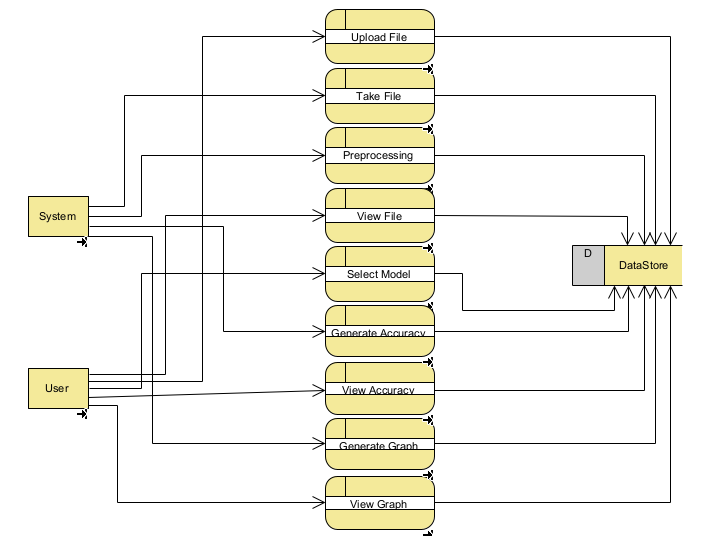 Upload File
Take File
Preprocessing
System
View File
D
DataStore
Select Model
Generate Accuracy
User
View Accuracy
Generate Graph
View Graph